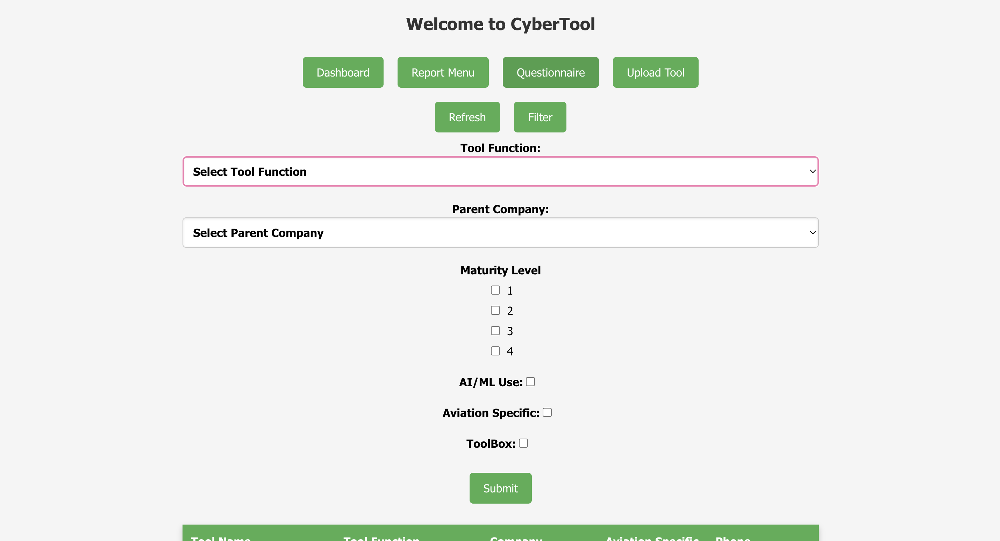 Welcome to CyberTool
Dashboard Report Menu Questionnaire Upload Tool
Refresh Filter
Tool Function:
Select Tool Function
Parent Company:
Select Parent Company
Maturity Level
1
2
3
4
AI/ML Use:
Aviation Specific:
ToolBox:
Submit
Tool Name Tool Function Company Aviation Specific Phone